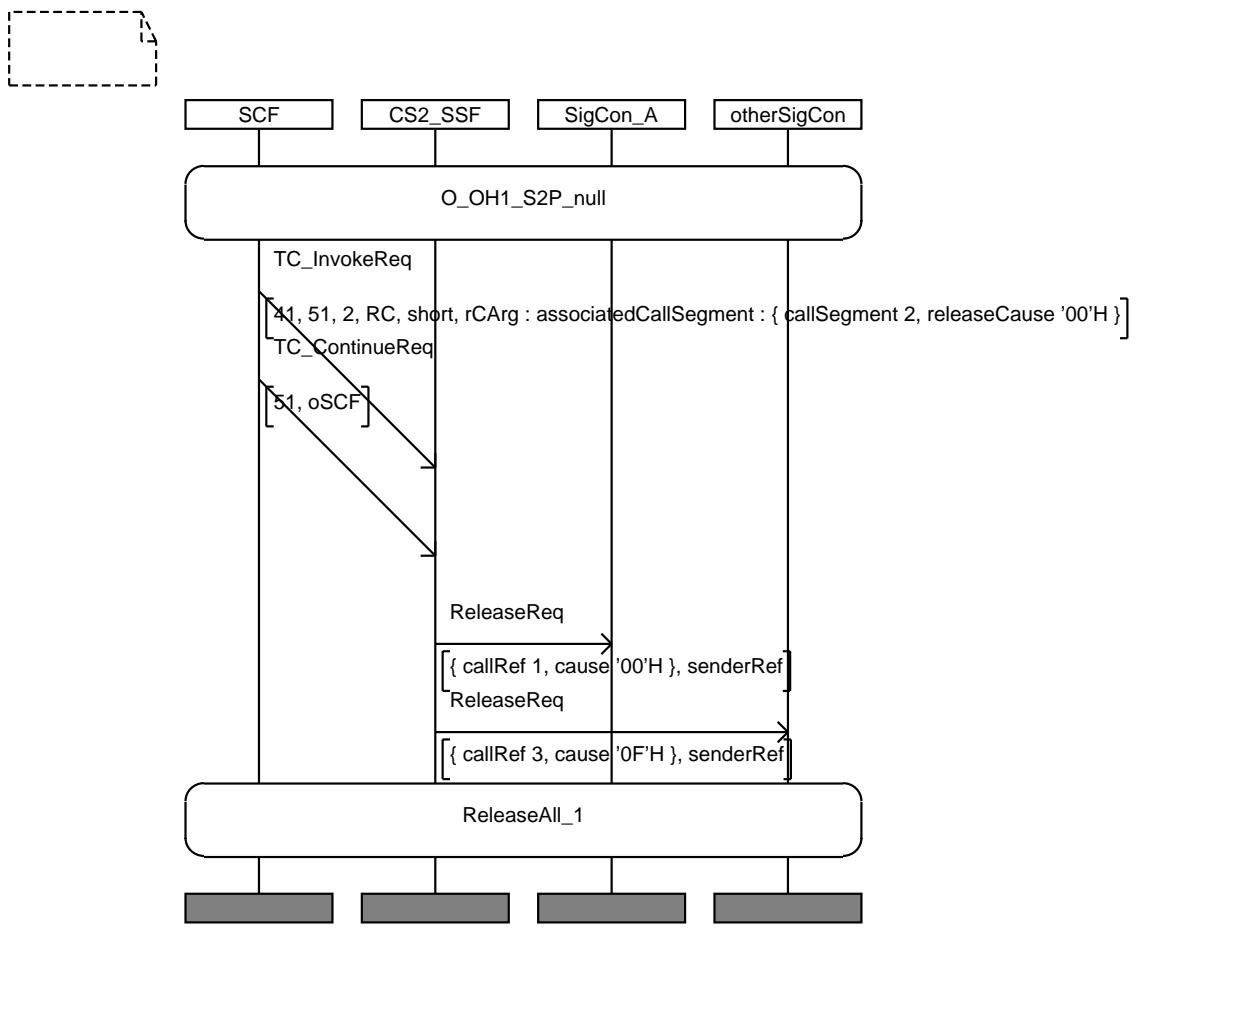 SCF
CS2_SSF
SigCon_A
otherSigCon
O_OH1_S2P_null
TC_InvokeReq
41, 51, 2, RC, short, rCArg : associatedCallSegment : { callSegment 2, releaseCause ’00’H }
TC_ContinueReq
51, oSCF
ReleaseReq
{ callRef 1, cause ’00’H }, senderRef
ReleaseReq
{ callRef 3, cause ’0F’H }, senderRef
ReleaseAll_1